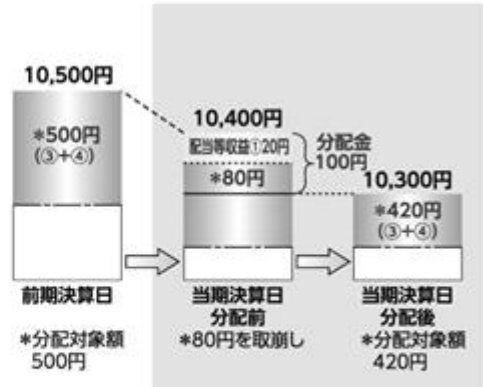 10,500円
*500円
(③+④)
前期決算日
*分配対象額
500円
10,400円
配当等収益①20円
*80円
分配金
100円
当期決算日
分配前
*80円を取崩し
10,300円
*420円
(③+④)
当期決算日
分配後
*分配対象額
420円